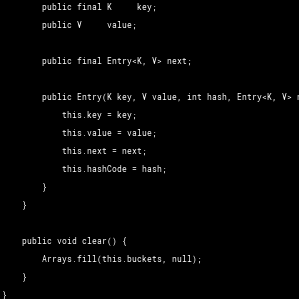 public final K     key;
public V     value;
public final Entry<K, V> next;
public Entry(K key, V value, int hash, Entry<K, V>
this.key = key;
this.value = value;
this.next = next;
this.hashCode = hash;
}
}
public void clear() {
Arrays.fill(this.buckets, null);
}
}